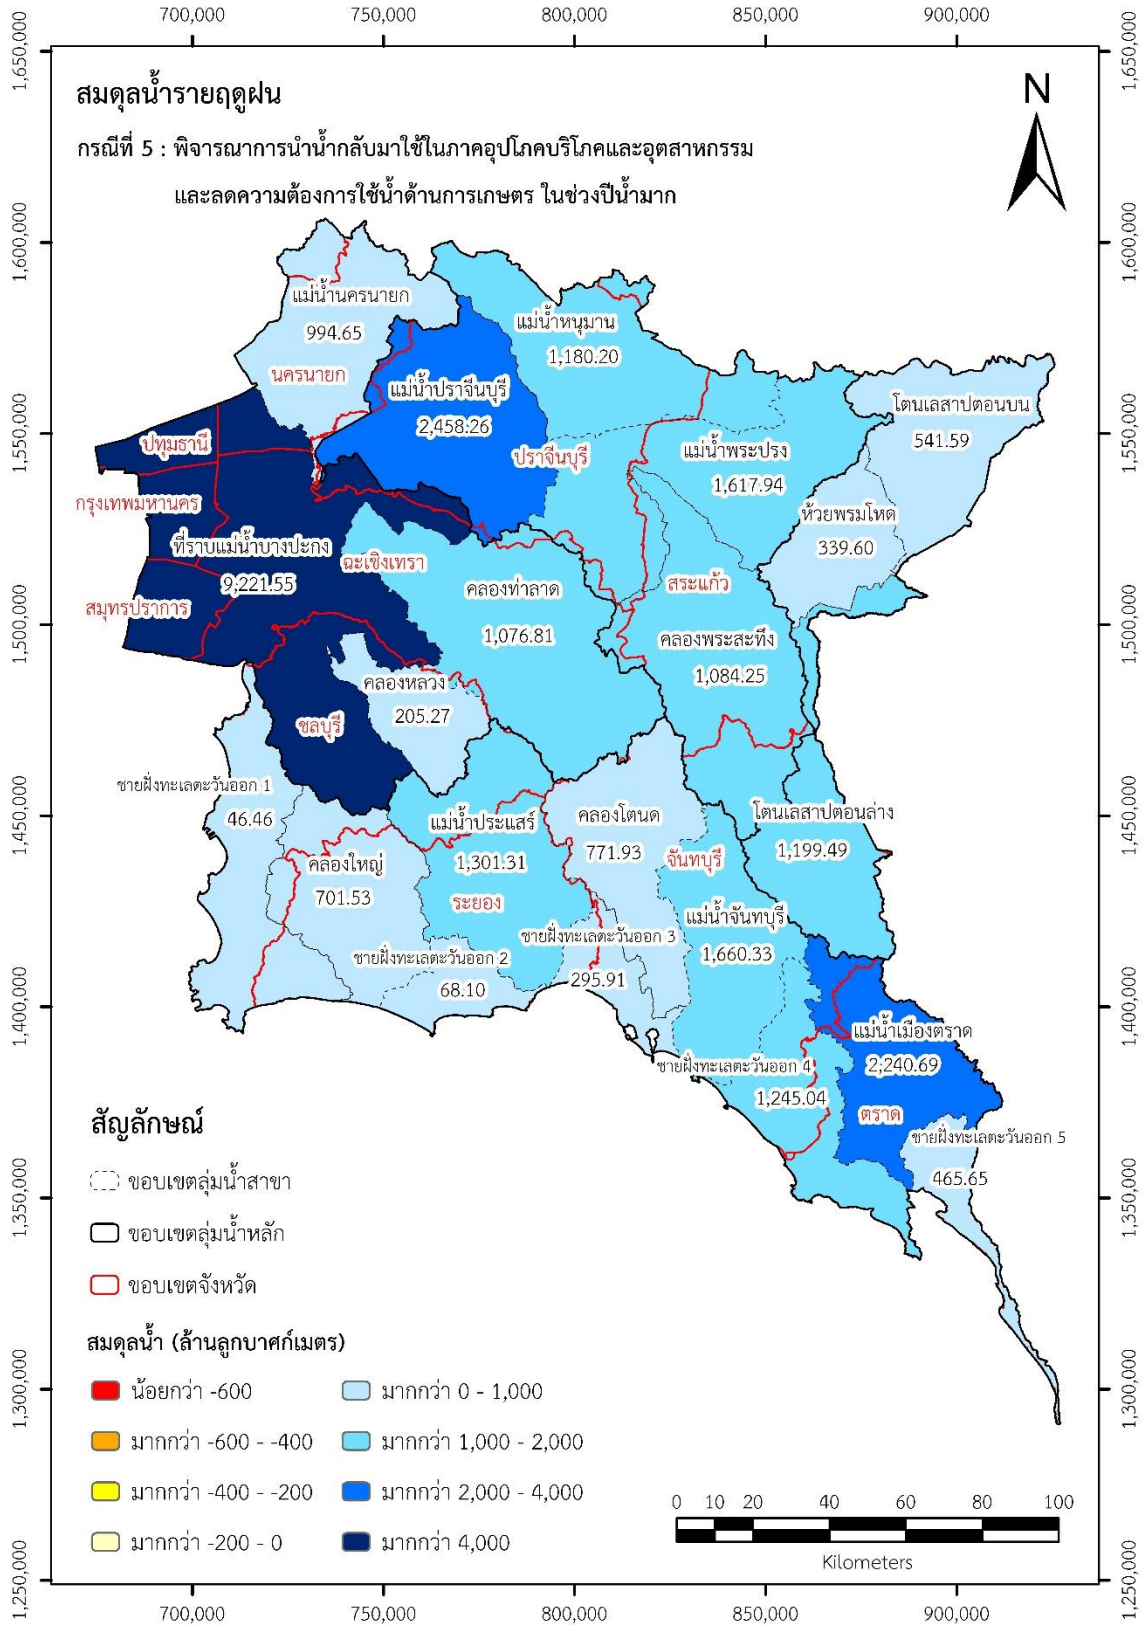 700,000
750,000
800,000
850,000
900,000
1,650,000
1,650,000
สมดุลน้ำรายฤดูฝน
N
กรณีที่ 5 : พิจารณาการนำน้ำกลับมาใช้ในภาคอุปโภคบริโภคและอุตสาหกรรม
และลดความต้องการใช้น้ำด้านการเกษตร ในช่วงปีน้ำมาก
1,600,000
1,600,000
แม่น้ำนครนายก
994.65
นครนายก
แม่น้ำหนุมาน
1,180.20
แม่น้ำปราจีนบุรี
2,458.26
ปราจีนบุรี
โตนเลสาปตอนบน
541.59
1,550,000
1,550,000
ปทุมธานี
แม่น้ำพระปรง
1,617.94
กรุงเทพมหานคร
ห้วยพรมโหด
339.60
ที่ราบแม่น้ำบางปะกง
9,221.55
ฉะเชิงเทรา
สมุทรปราการ
คลองท่าลาด
1,076.81
สระแก้ว
คลองพระสะทึง
1,084.25
1,500,000
1,500,000
คลองหลวง
205.27
ชลบุรี
ชายฝั่งทะเลตะวันออก 1
46.46
แม่น้ำประแสร์
1,301.31
คลองโตนด
771.93
โตนเลสาปตอนล่าง
1,199.49
1,450,000
1,450,000
คลองใหญ่
701.53
ระยอง
จันทบุรี
แม่น้ำจันทบุรี
1,660.33
ชายฝั่งทะเลตะวันออก 3
295.91
ชายฝั่งทะเลตะวันออก 2
68.10
1,400,000
1,400,000
แม่น้ำเมืองตราด
2,240.69
ชายฝั่งทะเลตะวันออก 4
1,245.04
ตราด
ชายฝั่งทะเลตะวันออก 5
465.65
สัญลักษณ์
ขอบเขตลุ่มน้ำสาขา
1,350,000
1,350,000
ขอบเขตลุ่มน้ำหลัก
ขอบเขตจังหวัด
สมดุลน้ำ (ล้านลูกบาศก์เมตร)
1,300,000
1,300,000
น้อยกว่า -600
มากกว่า 0 - 1,000
มากกว่า -600 - -400
มากกว่า 1,000 - 2,000
มากกว่า -400 - -200
มากกว่า 2,000 - 4,000
มากกว่า -200 - 0
มากกว่า 4,000
0 10 20 40 60 80 100
Kilometers
1,250,000
1,250,000
700,000
750,000
800,000
850,000
900,000